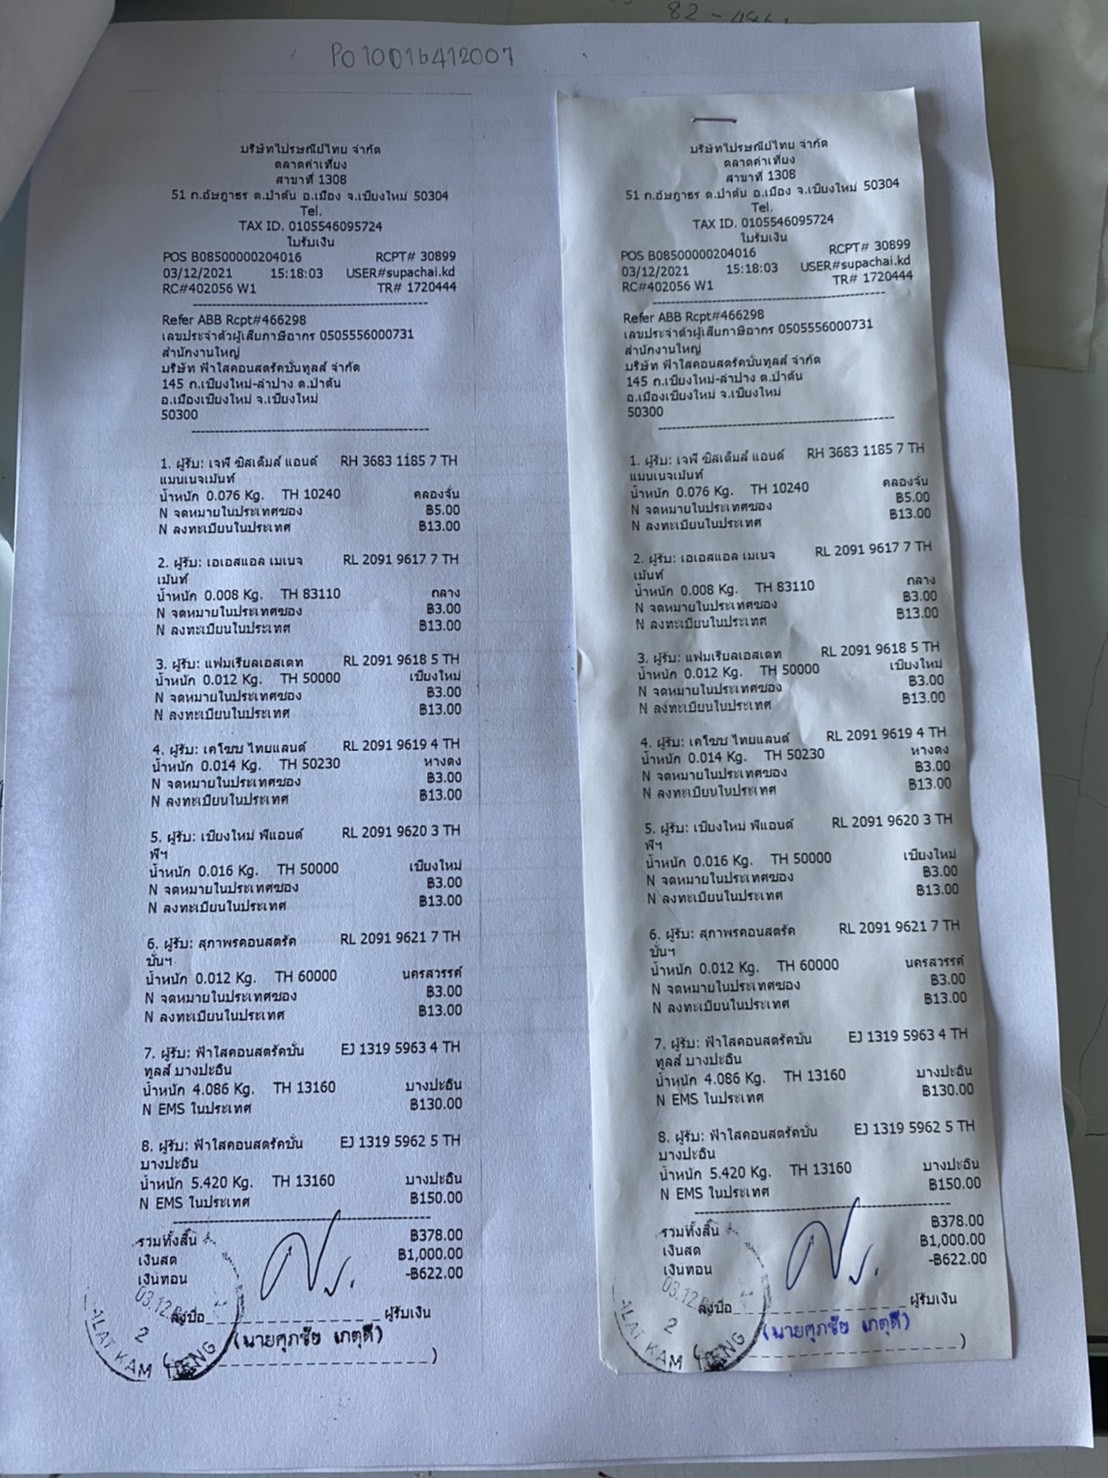 PO10016412007
บริษัทไปรษณีย์ไทย จำกัด
ตลาดคำเที่ยง
สาขาที่ 1308
51 ถ.อัษฎาธร ต.ป่าตัน อ.เมือง จ.เชียงใหม่ 50304
Tel.
TAX ID. 0105546095724
ใบรับเงิน
POS B08500000204016 RCPT# 30899
03/12/2021 15:18:03 USER#supachai.kd
RC#402056 W1 TR# 1720444
Refer ABB Rcpt#466298
เลขประจำตัวผู้เสียภาษีอากร 0505556000731
สำนักงานใหญ่
บริษัท ฟ้าใสคอนสตรัคชั่นทูลส์ จำกัด
145 ถ.เชียงใหม่-ลำปาง ต.ป่าตัน
อ.เมืองเชียงใหม่ จ.เชียงใหม่
50300
1. ผู้รับ: เจพี ซิสเต็มส์ แอนด์ RH 3683 1185 7 TH
แมนเนจเม้นท์
น้ำหนัก 0.076 Kg. TH 10240 คลองจั่น
N จดหมายในประเทศซอง ฿5.00
N ลงทะเบียนในประเทศ ฿13.00
2. ผู้รับ: เอเอสแอล เมเนจ RL 2091 9617 7 TH
เม้นท์
น้ำหนัก 0.008 Kg. TH 83110 ถลาง
N จดหมายในประเทศซอง ฿3.00
N ลงทะเบียนในประเทศ ฿13.00
3. ผู้รับ: แฟมเรียลเอสเตท RL 2091 9618 5 TH
น้ำหนัก 0.012 Kg. TH 50000 เชียงใหม่
N จดหมายในประเทศซอง ฿3.00
N ลงทะเบียนในประเทศ ฿13.00
4. ผู้รับ: เคโซบ ไทยแลนด์ RL 2091 9619 4 TH
น้ำหนัก 0.014 Kg. TH 50230 หางดง
N จดหมายในประเทศซอง ฿3.00
N ลงทะเบียนในประเทศ ฿13.00
5. ผู้รับ: เชียงใหม่ พีแอนด์ RL 2091 9620 3 TH
พีฯ
น้ำหนัก 0.016 Kg. TH 50000 เชียงใหม่
N จดหมายในประเทศซอง ฿3.00
N ลงทะเบียนในประเทศ ฿13.00
6. ผู้รับ: สุภาพรคอนสตรัค RL 2091 9621 7 TH
ชั่นฯ
น้ำหนัก 0.012 Kg. TH 60000 นครสวรรค์
N จดหมายในประเทศซอง ฿3.00
N ลงทะเบียนในประเทศ ฿13.00
7. ผู้รับ: ฟ้าใสคอนสตรัคชั่น EJ 1319 5963 4 TH
ทูลส์ บางปะอิน
น้ำหนัก 4.086 Kg. TH 13160 บางปะอิน
N EMS ในประเทศ ฿130.00
8. ผู้รับ: ฟ้าใสคอนสตรัคชั่น EJ 1319 5962 5 TH
บางปะอิน
น้ำหนัก 5.420 Kg. TH 13160 บางปะอิน
N EMS ในประเทศ ฿150.00
รวมทั้งสิ้น ฿378.00
เงินสด ฿1,000.00
เงินทอน -฿622.00
ลงชื่อ ผู้รับเงิน
(นายศุภชัย เกตุดี)
03.12
2
LAT KAM TIENG
บริษัทไปรษณีย์ไทย จำกัด
ตลาดคำเที่ยง
สาขาที่ 1308
51 ถ.อัษฎาธร ต.ป่าตัน อ.เมือง จ.เชียงใหม่ 50304
Tel.
TAX ID. 0105546095724
ใบรับเงิน
POS B08500000204016 RCPT# 30899
03/12/2021 15:18:03 USER#supachai.kd
RC#402056 W1 TR# 1720444
Refer ABB Rcpt#466298
เลขประจำตัวผู้เสียภาษีอากร 0505556000731
สำนักงานใหญ่
บริษัท ฟ้าใสคอนสตรัคชั่นทูลส์ จำกัด
145 ถ.เชียงใหม่-ลำปาง ต.ป่าตัน
อ.เมืองเชียงใหม่ จ.เชียงใหม่
50300
1. ผู้รับ: เจพี ซิสเต็มส์ แอนด์ RH 3683 1185 7 TH
แมนเนจเม้นท์
น้ำหนัก 0.076 Kg. TH 10240 คลองจั่น
N จดหมายในประเทศซอง ฿5.00
N ลงทะเบียนในประเทศ ฿13.00
2. ผู้รับ: เอเอสแอล เมเนจ RL 2091 9617 7 TH
เม้นท์
น้ำหนัก 0.008 Kg. TH 83110 ถลาง
N จดหมายในประเทศซอง ฿3.00
N ลงทะเบียนในประเทศ ฿13.00
3. ผู้รับ: แฟมเรียลเอสเตท RL 2091 9618 5 TH
น้ำหนัก 0.012 Kg. TH 50000 เชียงใหม่
N จดหมายในประเทศซอง ฿3.00
N ลงทะเบียนในประเทศ ฿13.00
4. ผู้รับ: เคโซบ ไทยแลนด์ RL 2091 9619 4 TH
น้ำหนัก 0.014 Kg. TH 50230 หางดง
N จดหมายในประเทศซอง ฿3.00
N ลงทะเบียนในประเทศ ฿13.00
5. ผู้รับ: เชียงใหม่ พีแอนด์ RL 2091 9620 3 TH
พีฯ
น้ำหนัก 0.016 Kg. TH 50000 เชียงใหม่
N จดหมายในประเทศซอง ฿3.00
N ลงทะเบียนในประเทศ ฿13.00
6. ผู้รับ: สุภาพรคอนสตรัค RL 2091 9621 7 TH
ชั่นฯ
น้ำหนัก 0.012 Kg. TH 60000 นครสวรรค์
N จดหมายในประเทศซอง ฿3.00
N ลงทะเบียนในประเทศ ฿13.00
7. ผู้รับ: ฟ้าใสคอนสตรัคชั่น EJ 1319 5963 4 TH
ทูลส์ บางปะอิน
น้ำหนัก 4.086 Kg. TH 13160 บางปะอิน
N EMS ในประเทศ ฿130.00
8. ผู้รับ: ฟ้าใสคอนสตรัคชั่น EJ 1319 5962 5 TH
บางปะอิน
น้ำหนัก 5.420 Kg. TH 13160 บางปะอิน
N EMS ในประเทศ ฿150.00
รวมทั้งสิ้น ฿378.00
เงินสด ฿1,000.00
เงินทอน -฿622.00
ลงชื่อ ผู้รับเงิน
(นายศุภชัย เกตุดี)
03.12
2
LAT KAM TIENG